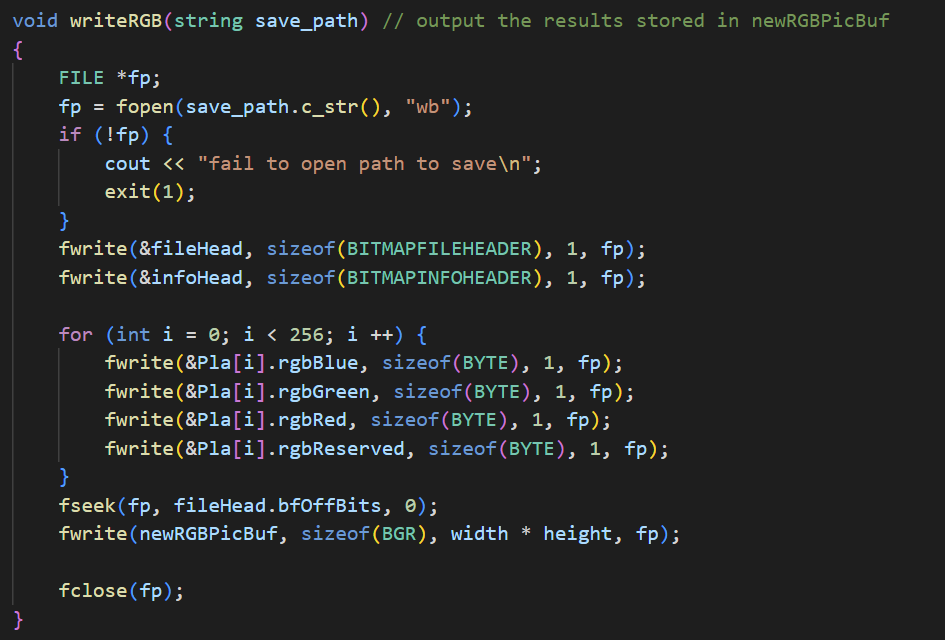 void writeRGB(string save_path) // output the results stored in newRGBPicBuf
{
    FILE *fp;
    fp = fopen(save_path.c_str(), "wb");
    if (!fp) {
        cout << "fail to open path to save\n";
        exit(1);
    }
    fwrite(&fileHead, sizeof(BITMAPFILEHEADER), 1, fp);
    fwrite(&infoHead, sizeof(BITMAPINFOHEADER), 1, fp);

    for (int i = 0; i < 256; i ++) {
        fwrite(&Pla[i].rgbBlue, sizeof(BYTE), 1, fp);
        fwrite(&Pla[i].rgbGreen, sizeof(BYTE), 1, fp);
        fwrite(&Pla[i].rgbRed, sizeof(BYTE), 1, fp);
        fwrite(&Pla[i].rgbReserved, sizeof(BYTE), 1, fp);
    }
    fseek(fp, fileHead.bfOffBits, 0);
    fwrite(newRGBPicBuf, sizeof(BGR), width * height, fp);

    fclose(fp);
}